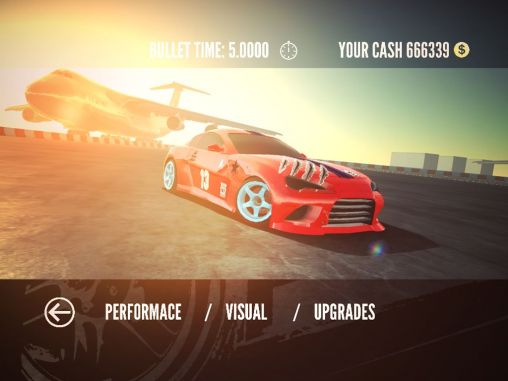 BULLET TIME: 5.0000
YOUR CASH 666339 $
13
PERFORMACE / VISUAL / UPGRADES